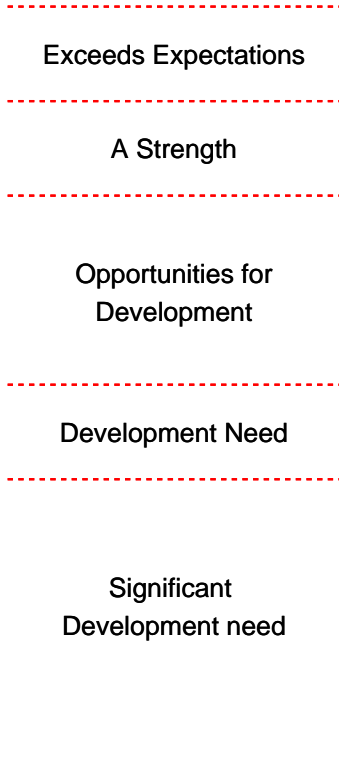 Exceeds Expectations
A Strength
Opportunities for
Development
Development Need
Significant
Development need